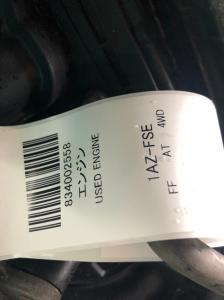 834002558
エンジン
USED ENGINE
1AZ-FSE
FF AT 4WD